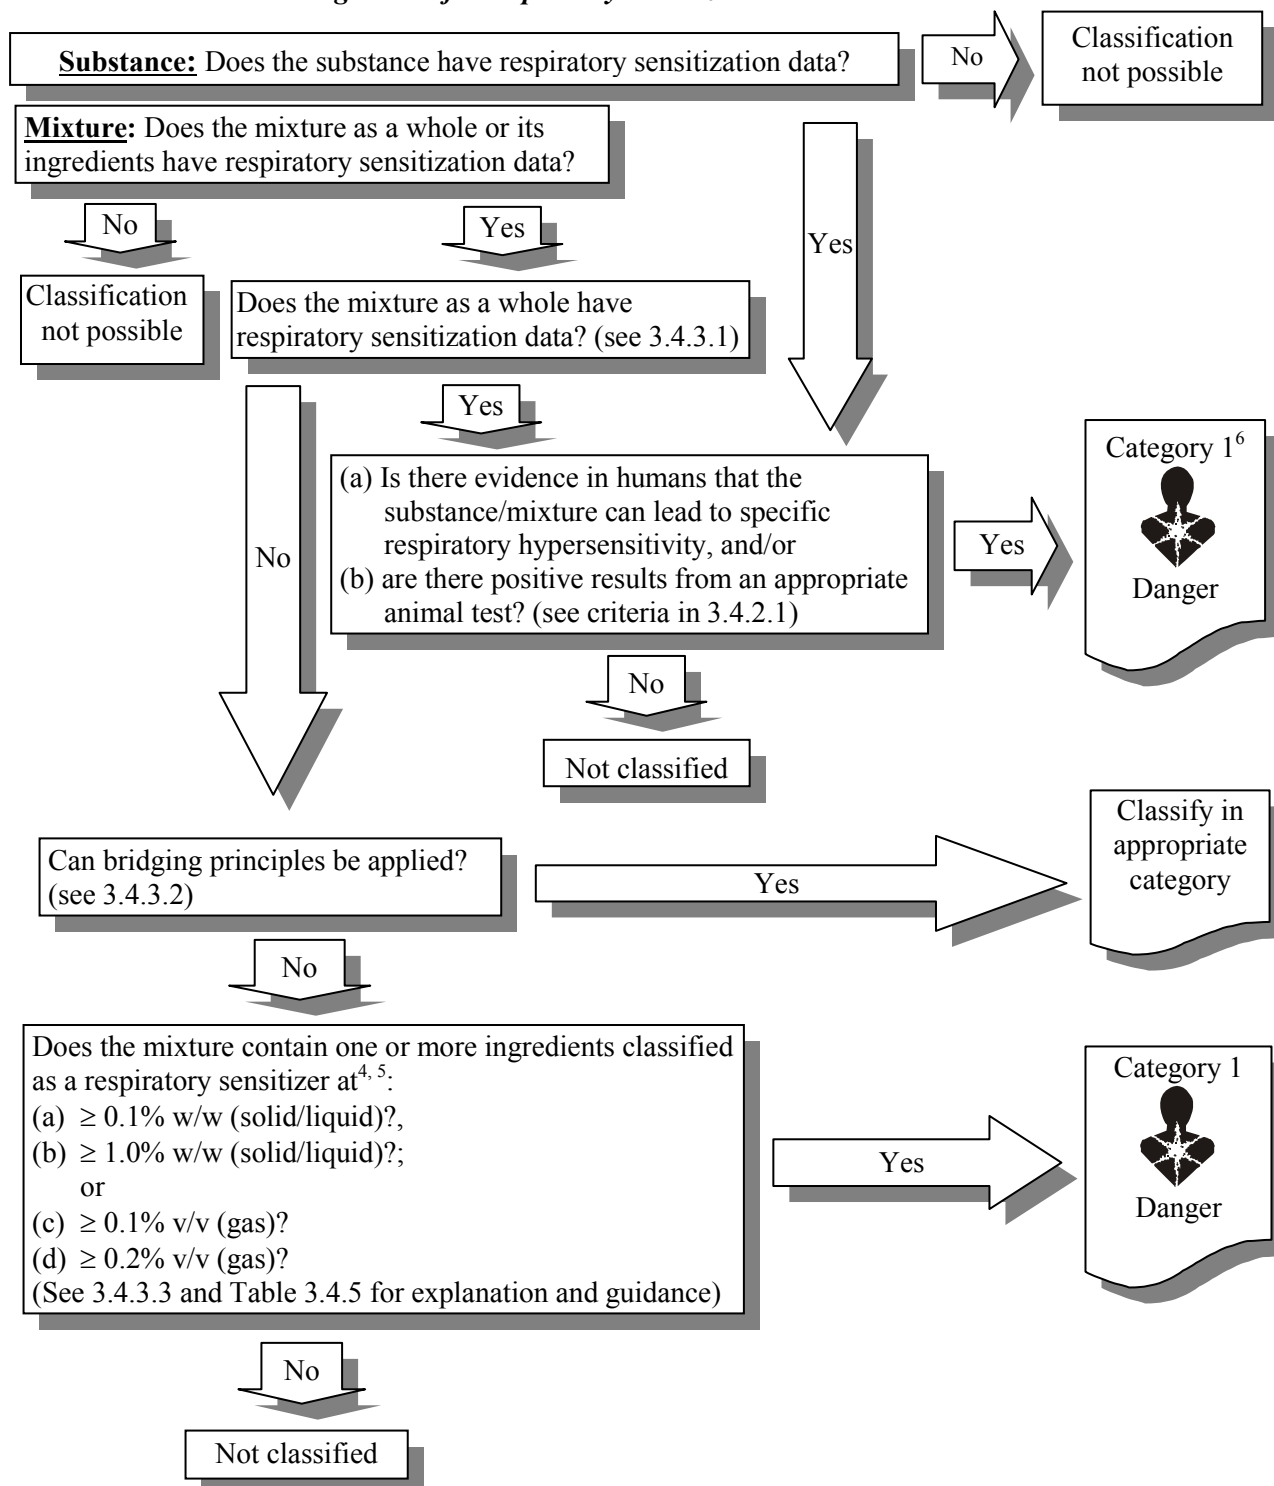 Substance: Does the substance have respiratory sensitization data?
No
Classification
not possible
Mixture: Does the mixture as a whole or its
ingredients have respiratory sensitization data?
No
Yes
Yes
Classification
not possible
Does the mixture as a whole have
respiratory sensitization data? (see 3.4.3.1)
Yes
No
(a) Is there evidence in humans that the
substance/mixture can lead to specific
respiratory hypersensitivity, and/or
(b) are there positive results from an appropriate
animal test? (see criteria in 3.4.2.1)
Yes
Category 1⁶
Danger
No
Not classified
Can bridging principles be applied?
(see 3.4.3.2)
Yes
Classify in
appropriate
category
No
Does the mixture contain one or more ingredients classified
as a respiratory sensitizer at⁴, ⁵:
(a) ≥ 0.1% w/w (solid/liquid)?,
(b) ≥ 1.0% w/w (solid/liquid)?;
or
(c) ≥ 0.1% v/v (gas)?
(d) ≥ 0.2% v/v (gas)?
(See 3.4.3.3 and Table 3.4.5 for explanation and guidance)
Yes
Category 1
Danger
No
Not classified